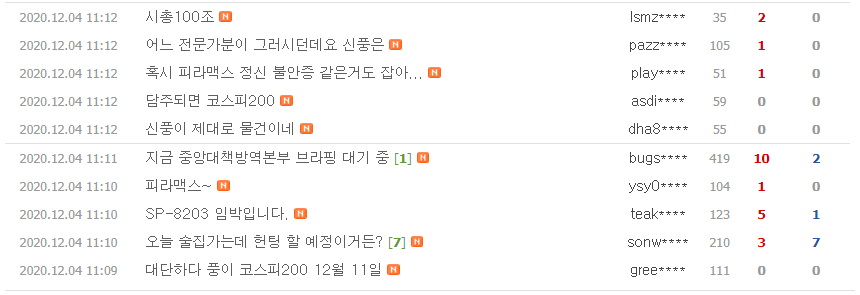 2020.12.04 11:12 시총100조 N lsmz**** 35 2 0
2020.12.04 11:12 어느 전문가분이 그러시던데요 신풍은 N pazz**** 105 1 0
2020.12.04 11:12 혹시 피라맥스 정신 불안증 같은거도 잡아... N play**** 51 1 0
2020.12.04 11:12 담주되면 코스피200 N asdi**** 59 0 0
2020.12.04 11:12 신풍이 제대로 물건이네 N dha8**** 55 0 0
2020.12.04 11:11 지금 중앙대책방역본부 브라핑 대기 중 [1] N bugs**** 419 10 2
2020.12.04 11:10 피라맥스~ N ysy0**** 104 1 0
2020.12.04 11:10 SP-8203 임박입니다. N teak**** 123 5 1
2020.12.04 11:10 오늘 술집가는데 헌팅 할 예정이거든? [7] N sonw**** 210 3 7
2020.12.04 11:09 대단하다 풍이 코스피200 12월 11일 N gree**** 111 0 0